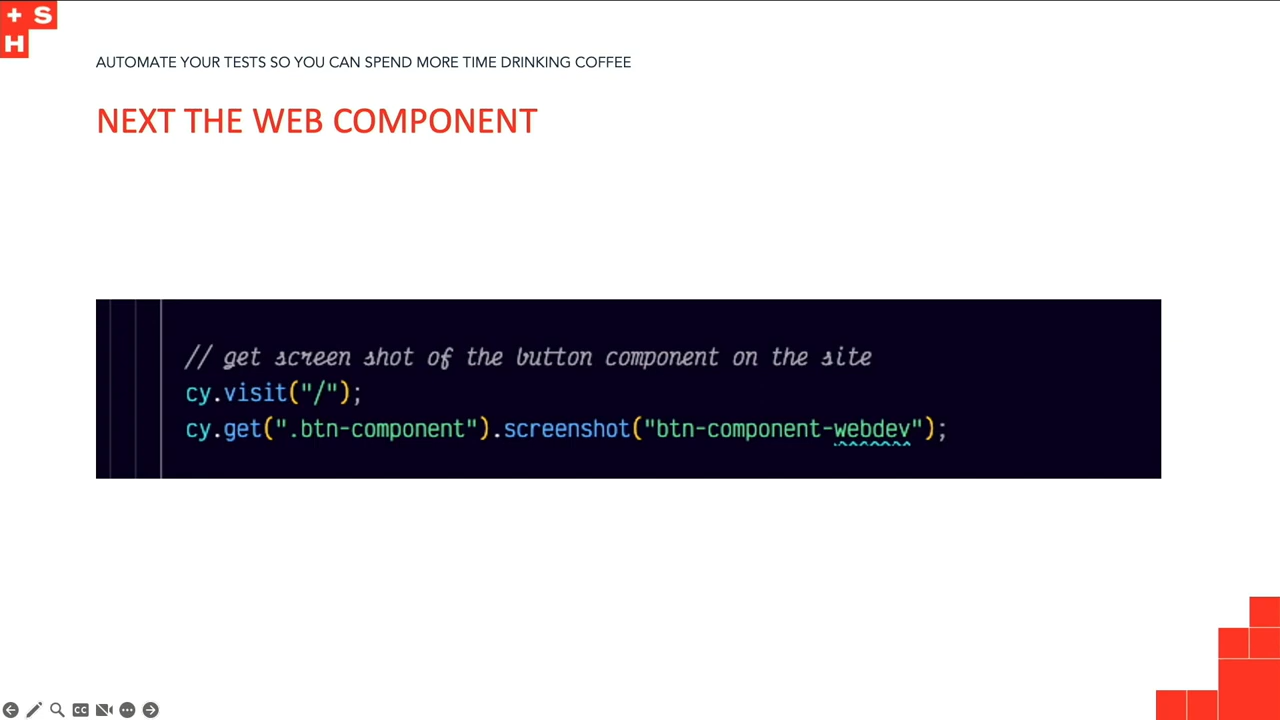 + S
H
AUTOMATE YOUR TESTS SO YOU CAN SPEND MORE TIME DRINKING COFFEE
NEXT THE WEB COMPONENT
// get screen shot of the button component on the site
cy.visit("/");
cy.get(".btn-component").screenshot("btn-component-webdev");
CC